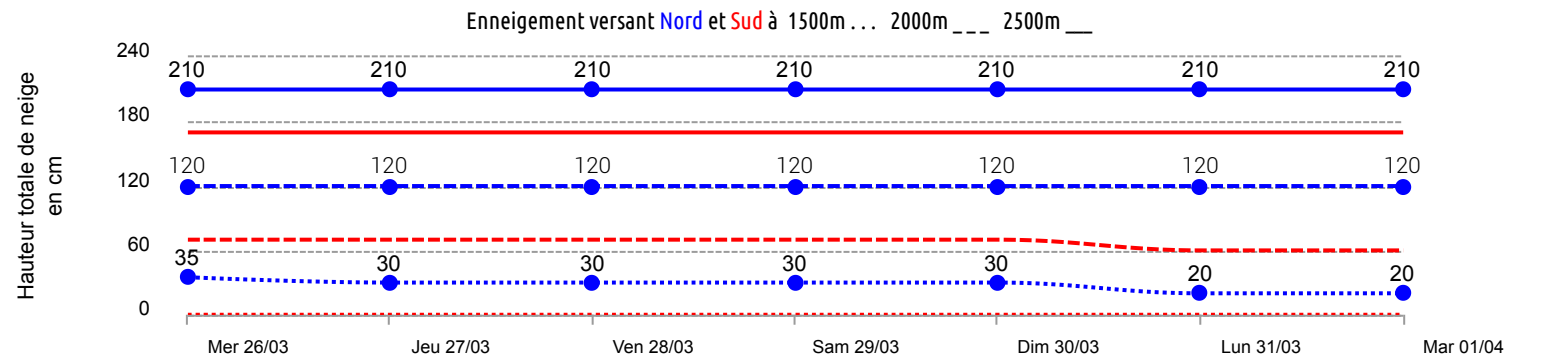 Enneigement versant Nord et Sud à 1500m . . . 2000m _ _ _ 2500m __
Hauteur totale de neige
en cm
240
210 210 210 210 210 210 210
180
120 120 120 120 120 120 120
120
60
35 30 30 30 30 20 20
0
Mer 26/03 Jeu 27/03 Ven 28/03 Sam 29/03 Dim 30/03 Lun 31/03 Mar 01/04